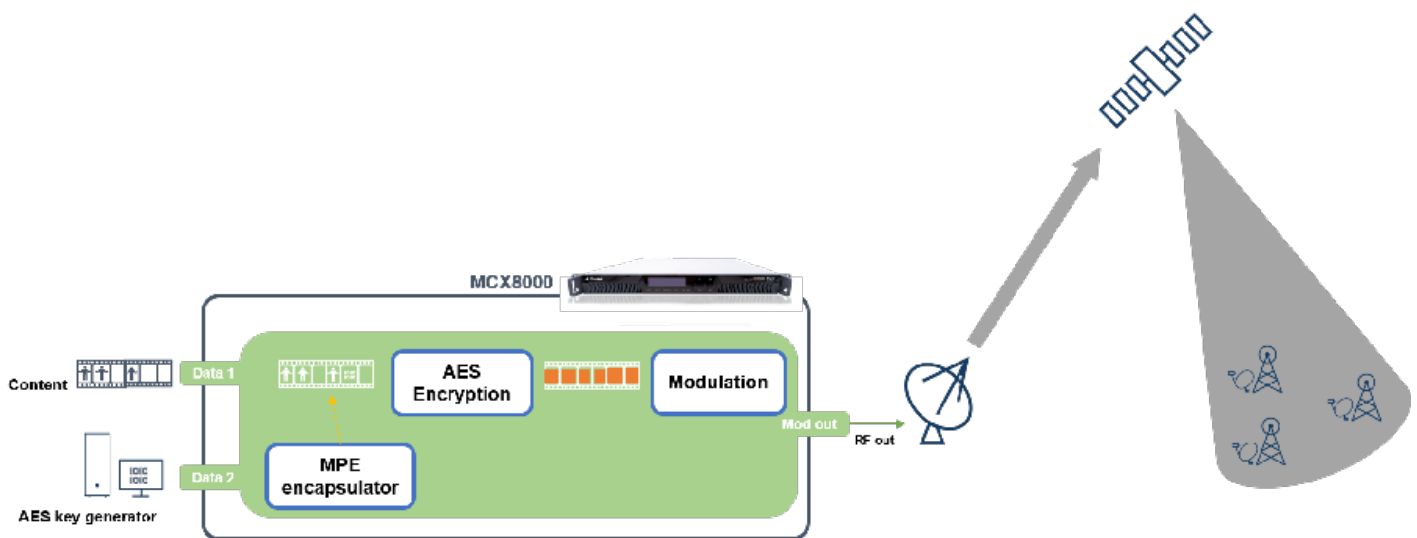 MCX8000
Content
Data 1
AES
Encryption
Modulation
Mod out
RF out
Data 2
MPE
encapsulator
AES key generator